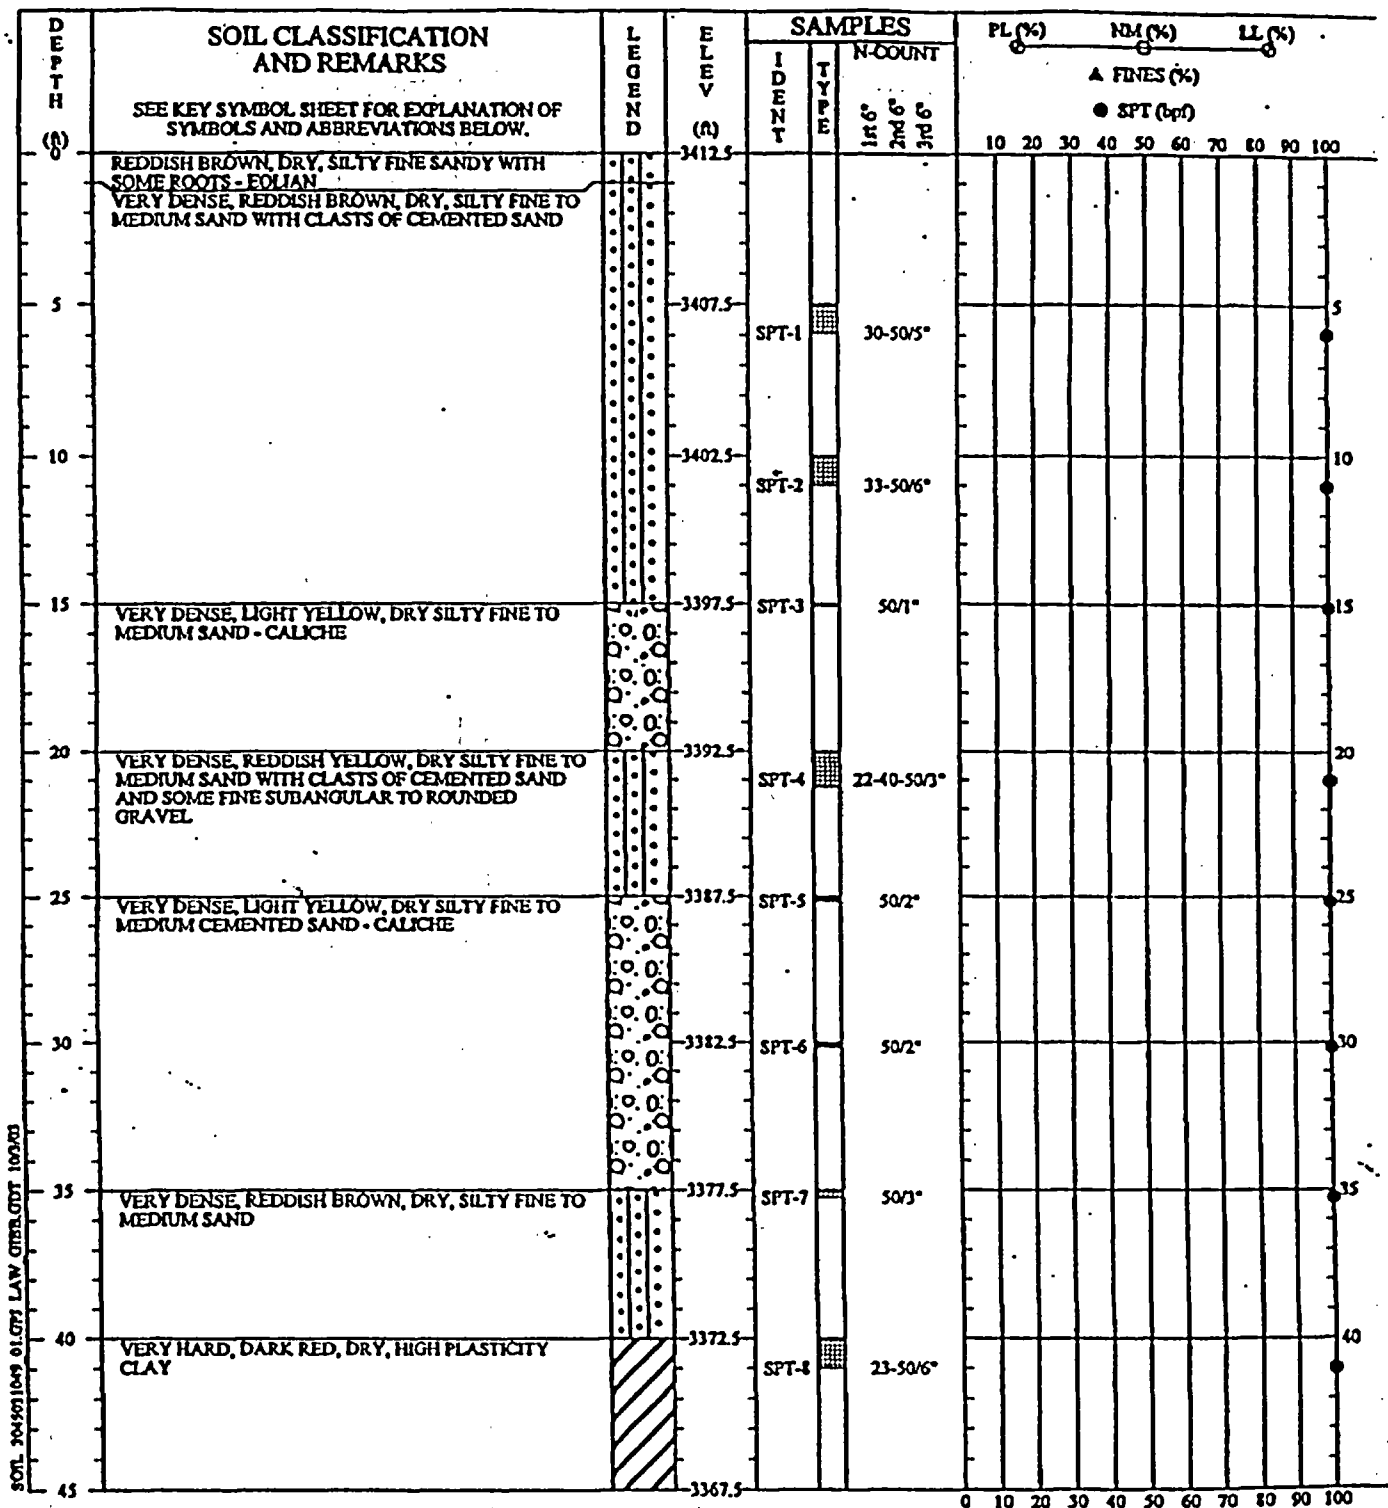 DEPTH (ft)
SOIL CLASSIFICATION
AND REMARKS
SEE KEY SYMBOL SHEET FOR EXPLANATION OF
SYMBOLS AND ABBREVIATIONS BELOW.
LEGEND
ELEV (ft)
SAMPLES
IDENT
TYPE
N-COUNT
1st 6"
2nd 6"
3rd 6"
PL (%) NM (%) LL (%)
▲ FINES (%)
● SPT (bpf)
10 20 30 40 50 60 70 80 90 100
0 3412.5
REDDISH BROWN, DRY, SILTY FINE SANDY WITH
SOME ROOTS - EOLIAN
VERY DENSE, REDDISH BROWN, DRY, SILTY FINE TO
MEDIUM SAND WITH CLASTS OF CEMENTED SAND
5 3407.5 5
SPT-1 30-50/5"
10 3402.5 10
SPT-2 33-50/6"
15 3397.5 SPT-3 50/1" 15
VERY DENSE, LIGHT YELLOW, DRY SILTY FINE TO
MEDIUM SAND - CALICHE
20 3392.5 20
VERY DENSE, REDDISH YELLOW, DRY SILTY FINE TO
MEDIUM SAND WITH CLASTS OF CEMENTED SAND
AND SOME FINE SUBANGULAR TO ROUNDED
GRAVEL
SPT-4 22-40-50/3"
25 3387.5 SPT-5 50/2" 25
VERY DENSE, LIGHT YELLOW, DRY SILTY FINE TO
MEDIUM CEMENTED SAND - CALICHE
30 3382.5 SPT-6 50/2" 30
35 3377.5 SPT-7 50/3" 35
VERY DENSE, REDDISH BROWN, DRY, SILTY FINE TO
MEDIUM SAND
40 3372.5 40
VERY HARD, DARK RED, DRY, HIGH PLASTICITY
CLAY
SPT-8 23-50/6"
45 3367.5
0 10 20 30 40 50 60 70 80 90 100
SOIL 01.GPJ LAW GIBB.GDT 10/3/03